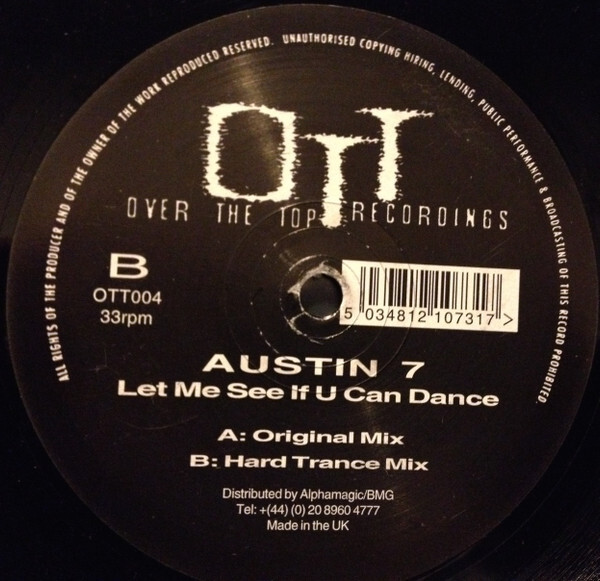 ALL RIGHTS OF THE PRODUCER AND OF THE OWNER OF THE WORK REPRODUCED RESERVED. UNAUTHORISED COPYING HIRING, LENDING, PUBLIC PERFORMANCE & BROADCASTING OF THIS RECORD PROHIBITED.
OTT
OVER THE TOP RECORDINGS
B
OTT004
33rpm
5 034812 107317 >
AUSTIN 7
Let Me See If U Can Dance
A: Original Mix
B: Hard Trance Mix
Distributed by Alphamagic/BMG
Tel: +(44) (0) 20 8960 4777
Made in the UK